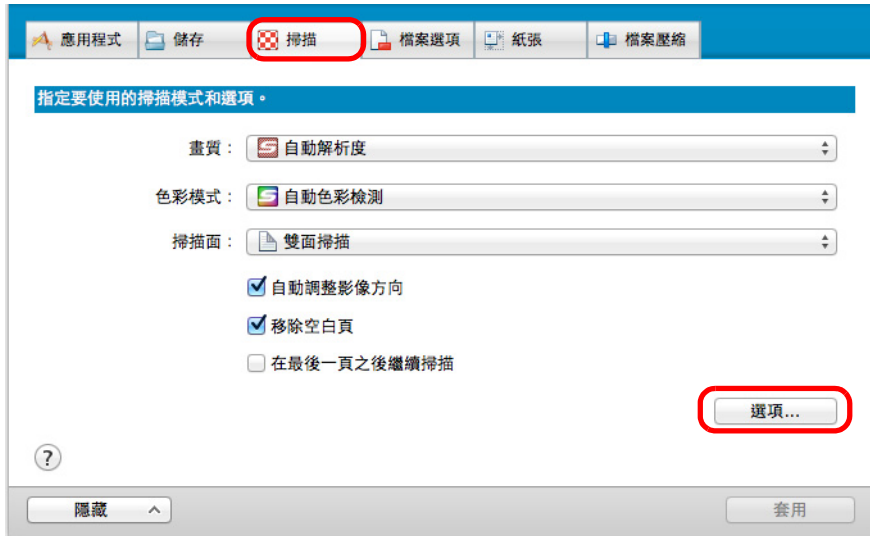 應用程式 儲存 掃描 檔案選項 紙張 檔案壓縮
指定要使用的掃描模式和選項。
畫質： 自動解析度
色彩模式： 自動色彩檢測
掃描面： 雙面掃描
自動調整影像方向
移除空白頁
在最後一頁之後繼續掃描
選項...
?
隱藏 套用